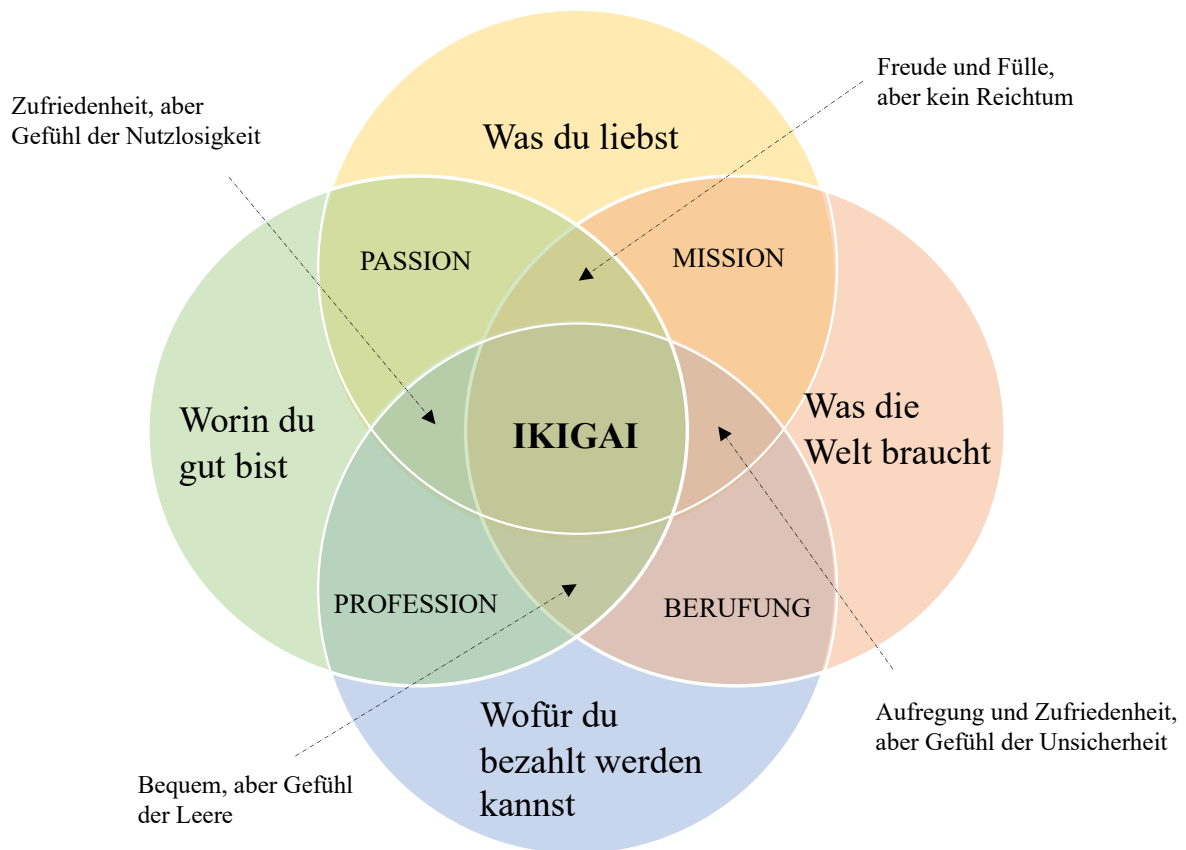 Freude und Fülle,
aber kein Reichtum
Zufriedenheit, aber
Gefühl der Nutzlosigkeit
Was du liebst
PASSION
MISSION
Worin du
gut bist
IKIGAI
Was die
Welt braucht
PROFESSION
BERUFUNG
Wofür du
bezahlt werden
kannst
Aufregung und Zufriedenheit,
aber Gefühl der Unsicherheit
Bequem, aber Gefühl
der Leere